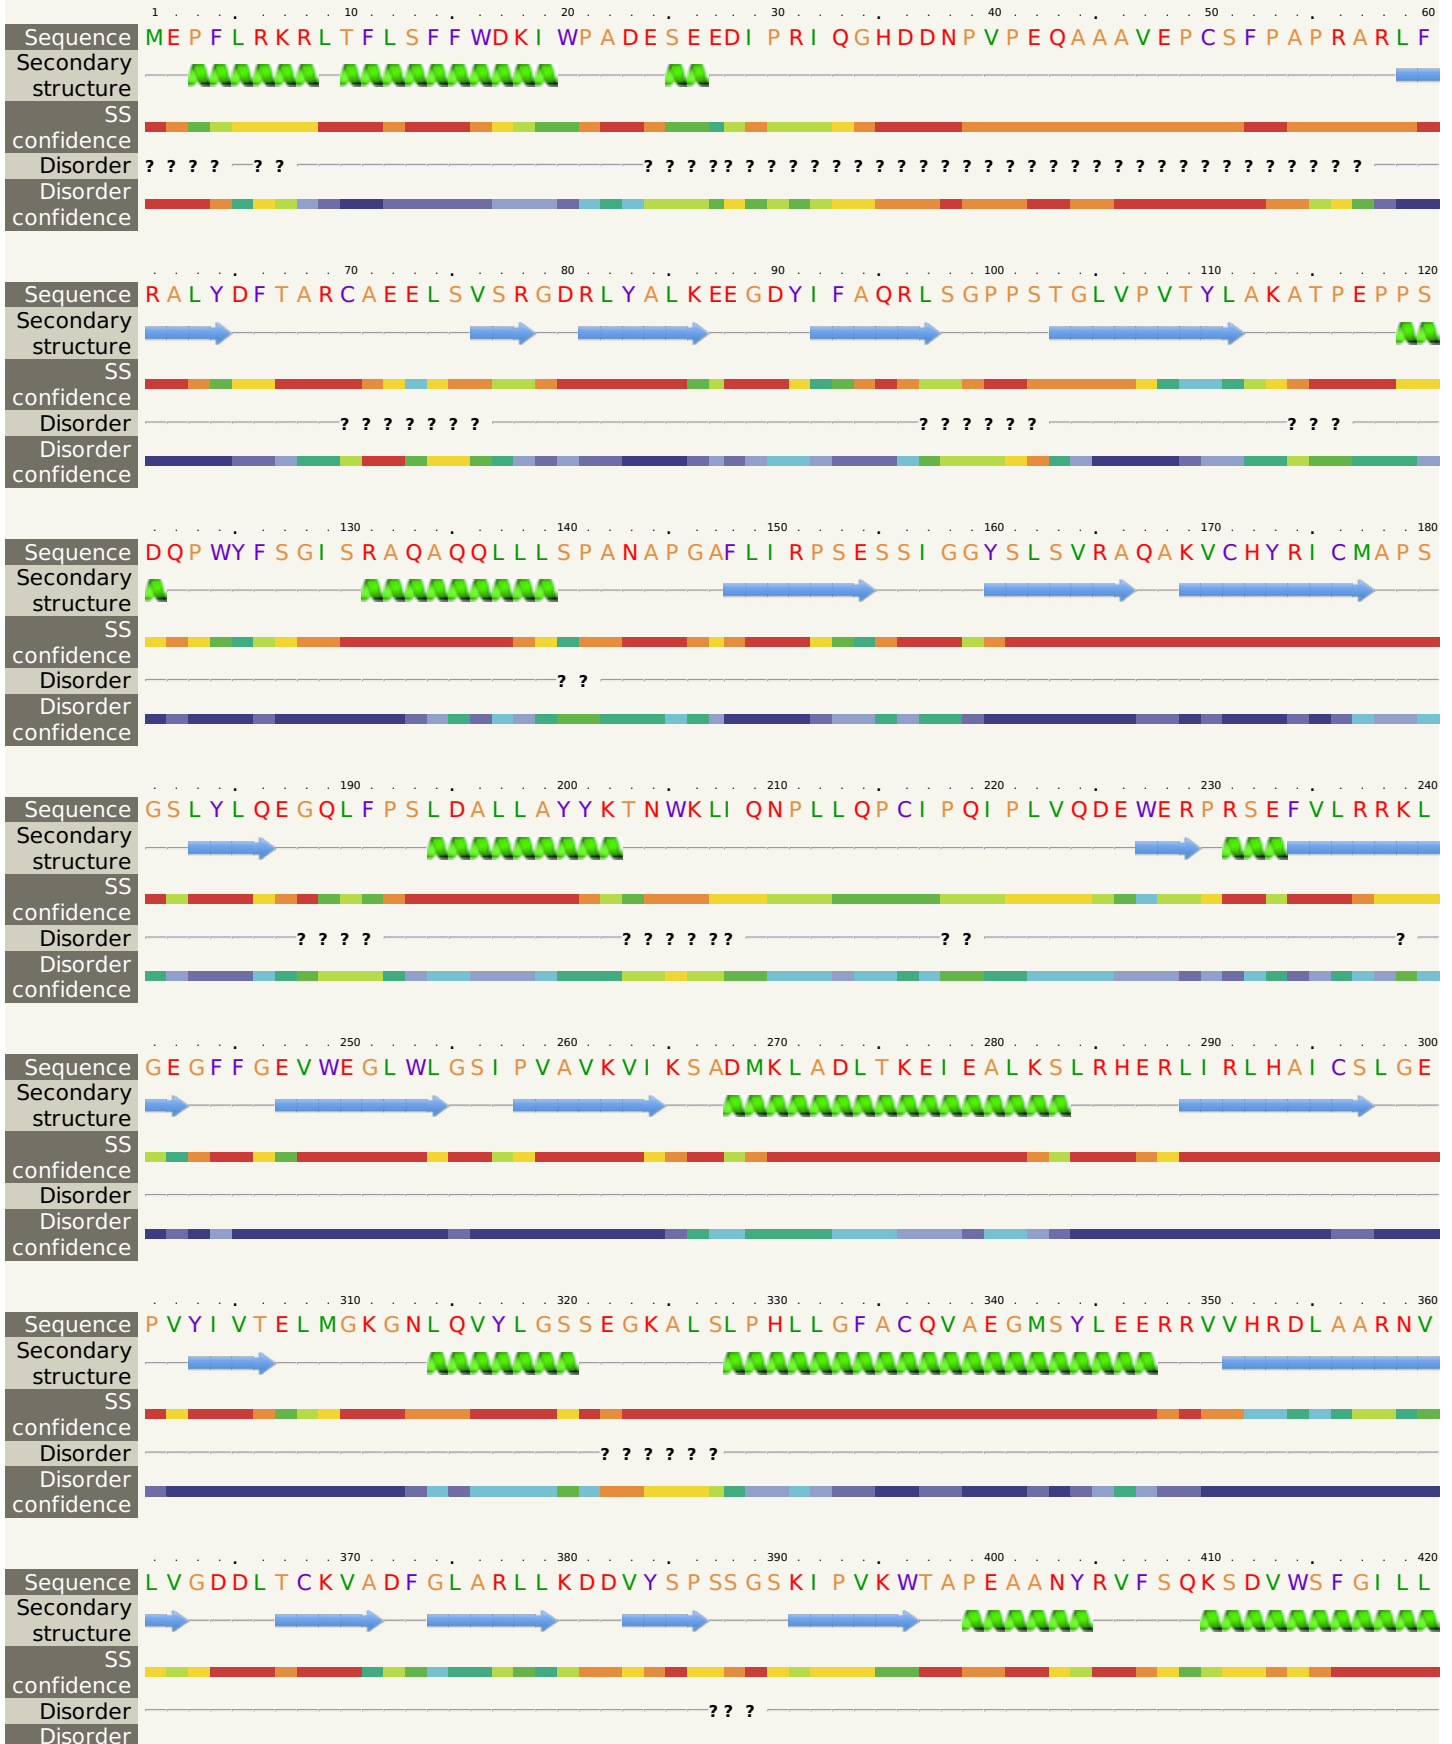 1 . . . . 10 . . . . 20 . . . . 30 . . . . 40 . . . . 50 . . . . 60
Sequence MEPFLRKRLTFLSFFWDKIWPADESEEDIPRIQGHDDNPVPEQAAAVEPCSFPAPRARLF
Secondary
structure
SS
confidence
Disorder ? ? ? ? ? ? ? ? ? ? ? ? ? ? ? ? ? ? ? ? ? ? ? ? ? ? ? ? ? ? ? ? ? ? ? ? ? ? ? ?
Disorder
confidence
70 80 90 100 110 120
Sequence RALYDFTARCAEELSVSRGDRLYALKEEGDYIFAQRLSGPPSTGLVPVTYLAKATPEPPS
Secondary
structure
SS
confidence
Disorder ? ? ? ? ? ? ? ? ? ? ? ? ? ? ? ?
Disorder
confidence
130 140 150 160 170 180
Sequence DQPWYFSGISRAQAQQLLLSPANAPGAFLIRPSESSIGGYSLSVRAQAKVCHYRICMAPS
Secondary
structure
SS
confidence
Disorder ? ?
Disorder
confidence
190 200 210 220 230 240
Sequence GSLYLQEGQLFPSLDALLAYYKTNWKLIQNPLLQPCIPQIPLVQDEWERPRSEFVLRRKL
Secondary
structure
SS
confidence
Disorder ? ? ? ? ? ? ? ? ? ? ? ? ?
Disorder
confidence
250 260 270 280 290 300
Sequence GEGFFGEVWEGLWLGSIPVAVKVIKSADMKLADLTKEIEALKSLRHERLIRLHAICSLGE
Secondary
structure
SS
confidence
Disorder
Disorder
confidence
310 320 330 340 350 360
Sequence PVYIVTELMGKGNLQVYLGSSEGKALSLPHLLGFACQVAEGMSYLEERRVVHRDLAARNV
Secondary
structure
SS
confidence
Disorder ? ? ? ? ? ?
Disorder
confidence
370 380 390 400 410 420
Sequence LVGDDLTCKVADFGLARLLKDDVYSPSSGSKIPVKWTAPEAANYRVFSQKSDVWSFGILL
Secondary
structure
SS
confidence
Disorder ? ? ?
Disorder